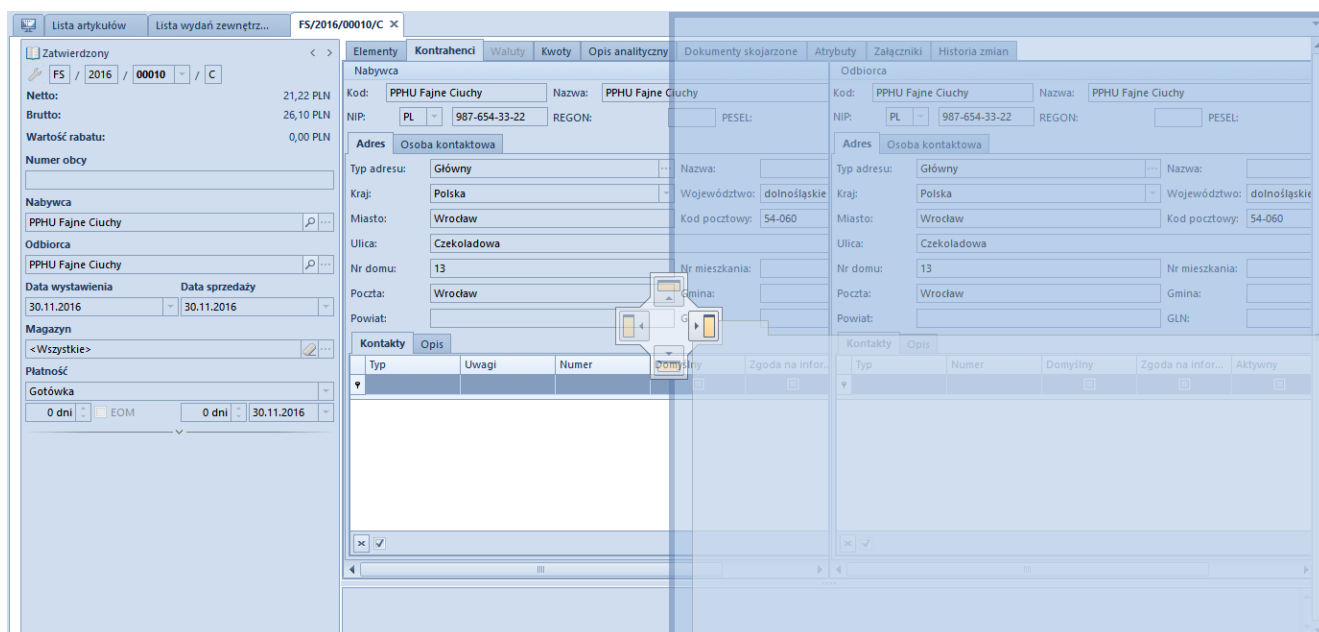 Lista artykułów Lista wydań zewnętrz... FS/2016/00010/C ×
Zatwierdzony < >
FS / 2016 / 00010 / C
Netto: 21,22 PLN
Brutto: 26,10 PLN
Wartość rabatu: 0,00 PLN
Numer obcy
Nabywca
PPHU Fajne Ciuchy
Odbiorca
PPHU Fajne Ciuchy
Data wystawienia Data sprzedaży
30.11.2016 30.11.2016
Magazyn
<Wszystkie>
Płatność
Gotówka
0 dni EOM 0 dni 30.11.2016
Elementy Kontrahenci Waluty Kwoty Opis analityczny Dokumenty skojarzone Atrybuty Załączniki Historia zmian
Nabywca
Kod: PPHU Fajne Ciuchy Nazwa: PPHU Fajne Ciuchy
NIP: PL 987-654-33-22 REGON: PESEL:
Adres Osoba kontaktowa
Typ adresu: Główny Nazwa:
Kraj: Polska Województwo: dolnośląskie
Miasto: Wrocław Kod pocztowy: 54-060
Ulica: Czekoladowa
Nr domu: 13 Nr mieszkania:
Poczta: Wrocław Gmina:
Powiat:
Kontakty Opis
Typ Uwagi Numer Domyślny Zgoda na infor...
Odbiorca
Kod: PPHU Fajne Ciuchy Nazwa: PPHU Fajne Ciuchy
NIP: PL 987-654-33-22 REGON: PESEL:
Adres Osoba kontaktowa
Typ adresu: Główny Nazwa:
Kraj: Polska Województwo: dolnośląskie
Miasto: Wrocław Kod pocztowy: 54-060
Ulica: Czekoladowa
Nr domu: 13 Nr mieszkania:
Poczta: Wrocław Gmina:
Powiat: GLN:
Kontakty Opis
Typ Numer Domyślny Zgoda na infor... Aktywny